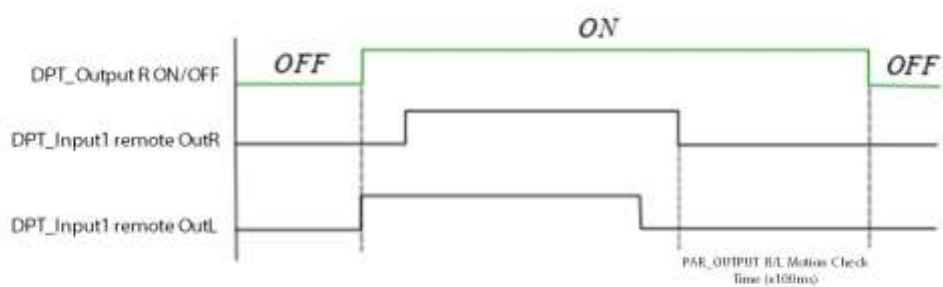 ON
OFF
OFF
DPT_Output R ON/OFF
DPT_Input1 remote OutR
DPT_Input1 remote OutL
PAR_OUTPUT R/L Motion Check
Time (x100ms)